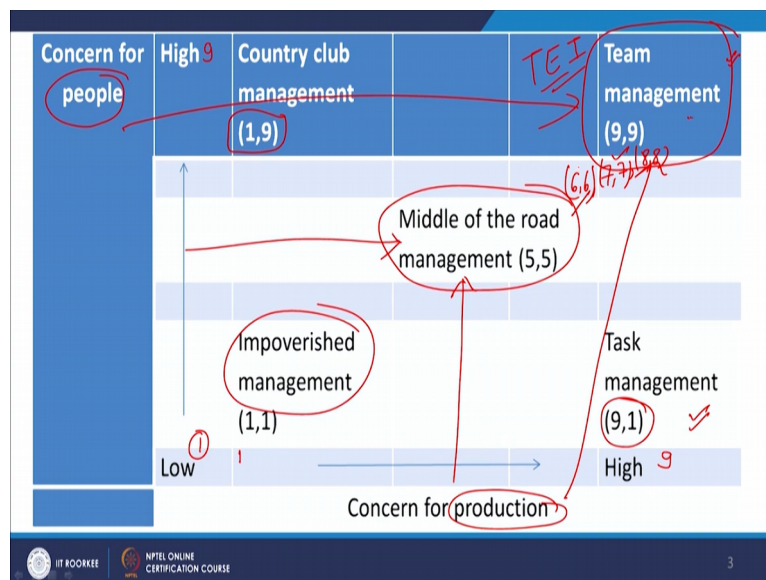 Concern for
people
High 9
Country club
management
(1,9)
TEI
Team
management
(9,9)
(6,6) (7,7) (8,8)
Middle of the road
management (5,5)
Impoverished
management
(1,1)
Task
management
(9,1)
1
Low
1
High 9
Concern for production
IIT ROORKEE
NPTEL ONLINE
CERTIFICATION COURSE
3